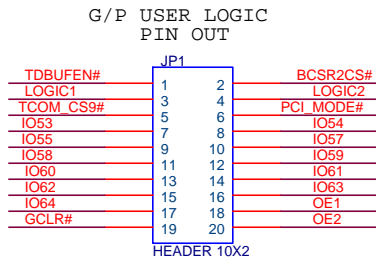 G/P USER LOGIC
PIN OUT
JP1
TDBUFEN# 1 2 BCSR2CS#
LOGIC1 3 4 LOGIC2
TCOM_CS9# 5 6 PCI_MODE#
IO53 7 8 IO54
IO55 9 10 IO57
IO58 11 12 IO59
IO60 13 14 IO61
IO62 15 16 IO63
IO64 17 18 OE1
GCLR# 19 20 OE2
HEADER 10X2